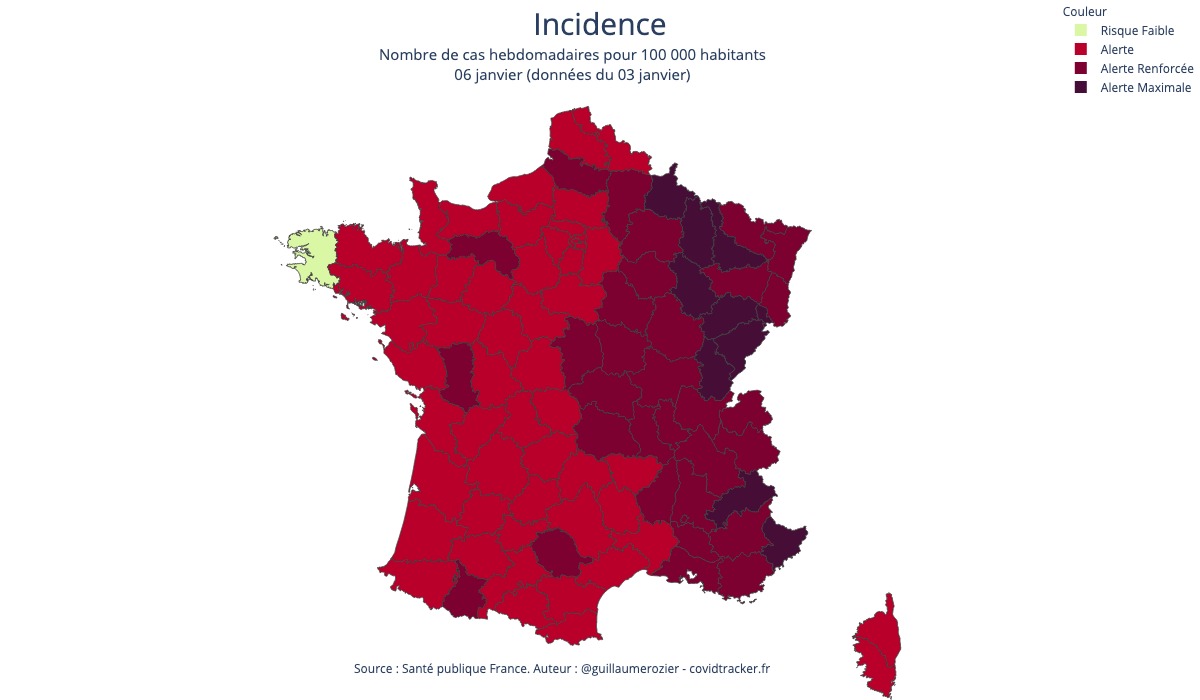 Incidence
Nombre de cas hebdomadaires pour 100 000 habitants
06 janvier (données du 03 janvier)
Couleur
Risque Faible
Alerte
Alerte Renforcée
Alerte Maximale
Source : Santé publique France. Auteur : @guillaumerozier - covidtracker.fr